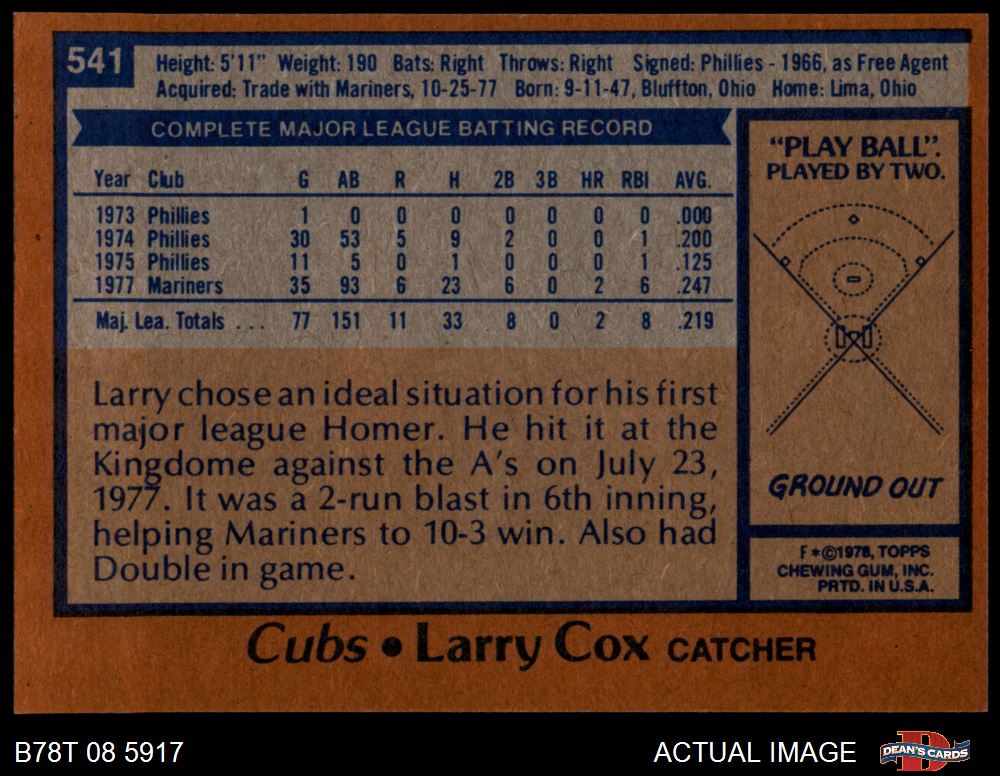 541
Height: 5'11" Weight: 190 Bats: Right Throws: Right Signed: Phillies - 1966, as Free Agent
Acquired: Trade with Mariners, 10-25-77 Born: 9-11-47, Bluffton, Ohio Home: Lima, Ohio
COMPLETE MAJOR LEAGUE BATTING RECORD
Year Club G AB R H 2B 3B HR RBI AVG.
1973 Phillies 1 0 0 0 0 0 0 0 .000
1974 Phillies 30 53 5 9 2 0 0 1 .200
1975 Phillies 11 5 0 1 0 0 0 1 .125
1977 Mariners 35 93 6 23 6 0 2 6 .247
Maj. Lea. Totals . . . 77 151 11 33 8 0 2 8 .219
Larry chose an ideal situation for his first
major league Homer. He hit it at the
Kingdome against the A's on July 23,
1977. It was a 2-run blast in 6th inning,
helping Mariners to 10-3 win. Also had
Double in game.
"PLAY BALL".
PLAYED BY TWO.
GROUND OUT
F *©1978, TOPPS
CHEWING GUM, INC.
PRTD. IN U.S.A.
Cubs • Larry Cox CATCHER
B78T 08 5917
ACTUAL IMAGE
D
DEAN'S CARDS